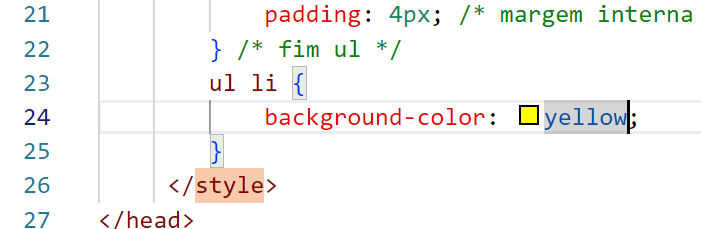 21 padding: 4px; /* margem interna
22 } /* fim ul */
23 ul li {
24 background-color: yellow;
25 }
26 </style>
27 </head>